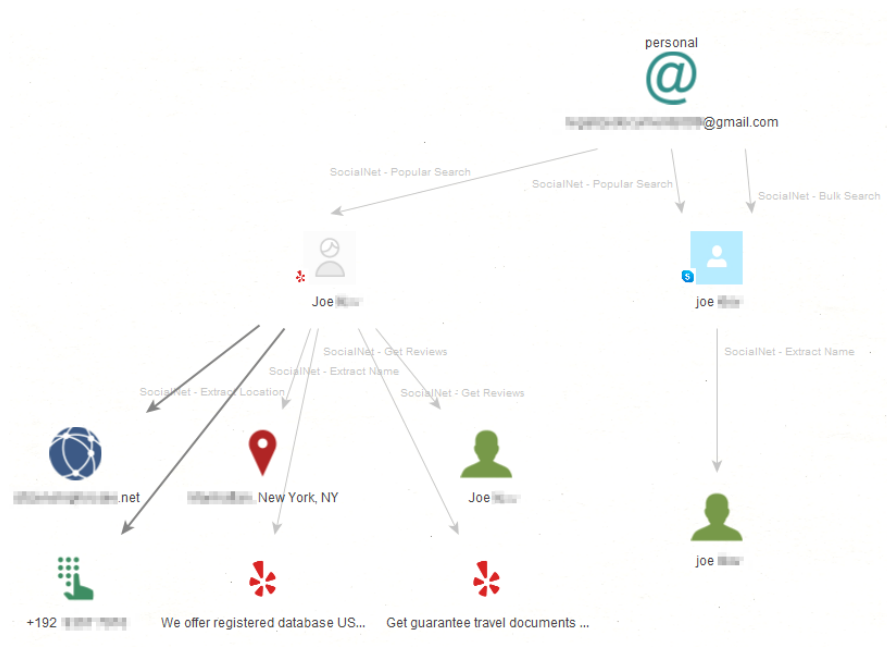 personal
@gmail.com
SocialNet - Popular Search
SocialNet - Popular Search
SocialNet - Bulk Search
Joe
joe
SocialNet - Get Reviews
SocialNet - Extract Name
SocialNet - Extract Name
SocialNet - Extract Location
SocialNet - Get Reviews
.net
New York, NY
Joe
joe
+192
We offer registered database US...
Get guarantee travel documents ...